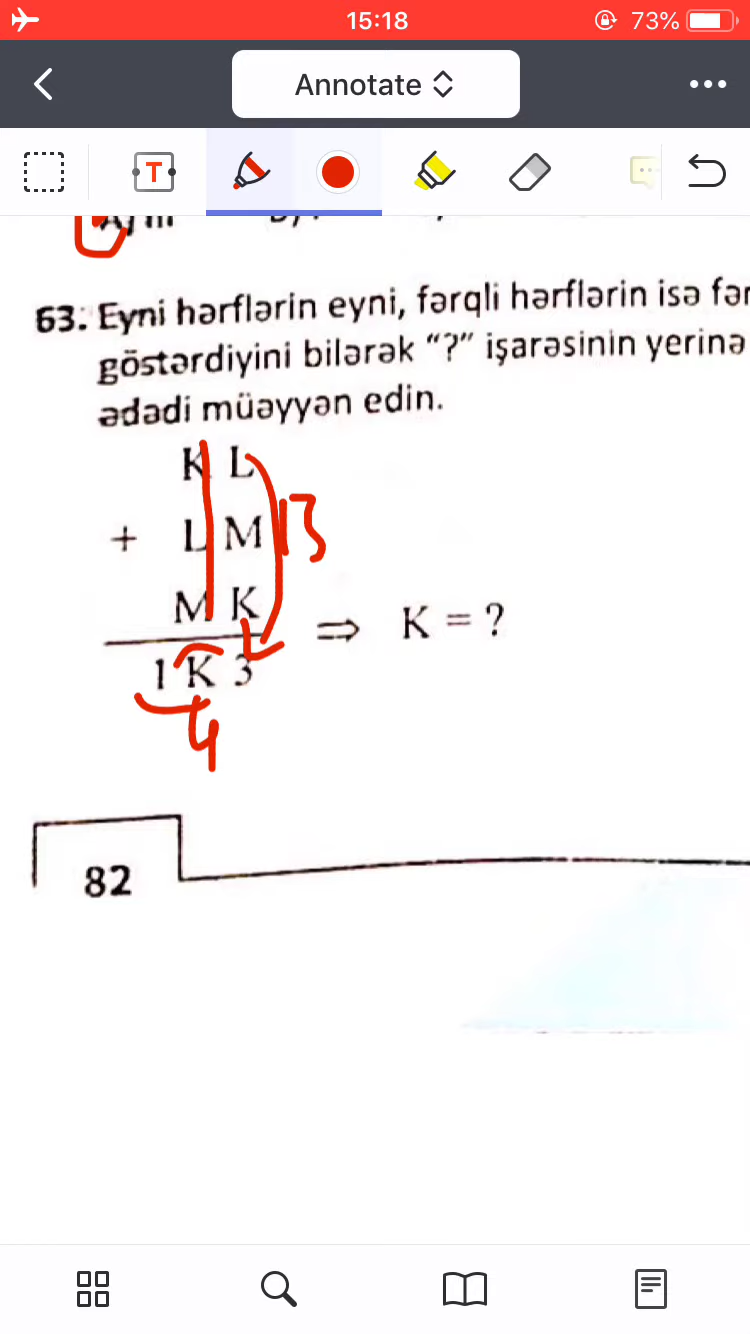 15:18
73%
Annotate
T
63. Eyni hərflərin eyni, fərqli hərflərin isə fər
göstərdiyini bilərək “?” işarəsinin yerinə
ədədi müəyyən edin.
K L
+ L M 13
M K
⇒ K = ?
1 K 3
4
82